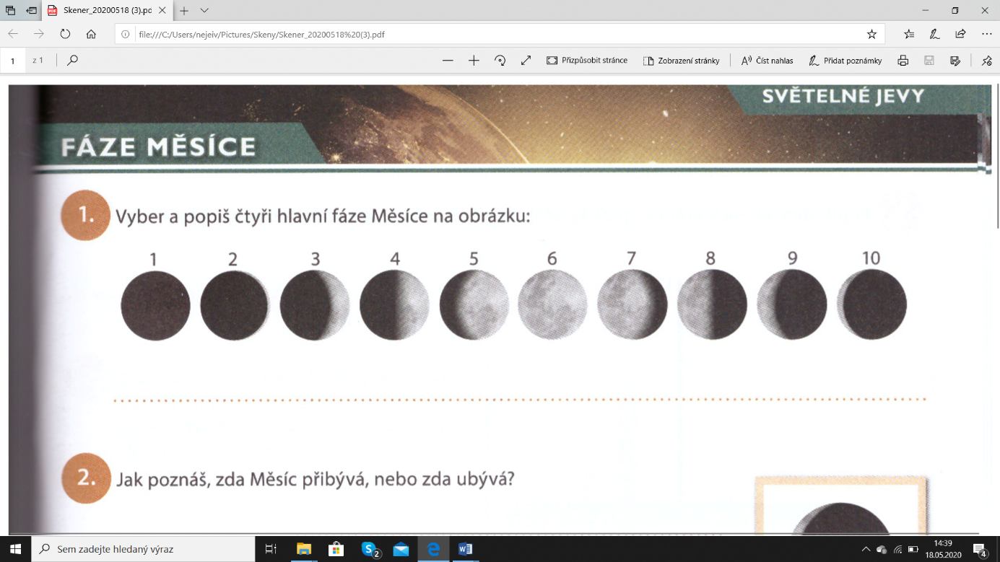 Skener_20200518 (3).pd
file:///C:/Users/nejeiv/Pictures/Skeny/Skener_20200518%20(3).pdf
1 z 1 Přizpůsobit stránce Zobrazení stránky Číst nahlas Přidat poznámky
SVĚTELNÉ JEVY
FÁZE MĚSÍCE
1. Vyber a popiš čtyři hlavní fáze Měsíce na obrázku:
1 2 3 4 5 6 7 8 9 10
2. Jak poznáš, zda Měsíc přibývá, nebo zda ubývá?
Sem zadejte hledaný výraz
2
14:39
18.05.2020
4